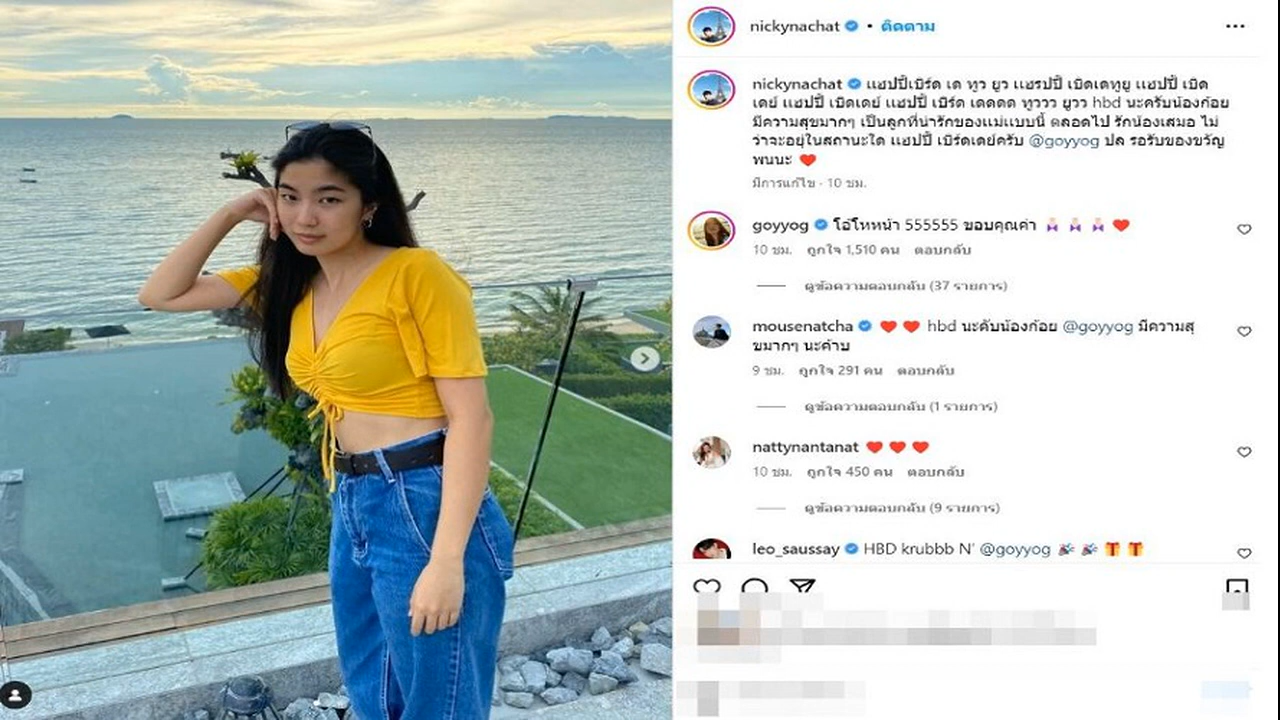 nickynachat • ติดตาม
nickynachat แฮปปี้เบิร์ด เด ทูว ยูว แฮรปปี้ เบิดเดทูยู แฮปปี้ เบิด
เดย์ แฮปปี้ เบิดเดย์ แฮปปี้ เบิร์ด เดดดด ทูววว ยูวว hbd นะครับน้องก้อย
มีความสุขมากๆ เป็นลูกที่น่ารักของแม่แบบนี้ ตลอดไป รักน้องเสมอ ไม่
ว่าจะอยู่ในสถานะใด แฮปปี้ เบิร์ดเดย์ครับ @goyyog ปล รอรับของขวัญ
พนนะ ❤️
มีการแก้ไข · 10 ชม.
goyyog โอ้โหหน้า 555555 ขอบคุณค่า ❤️
10 ชม. ถูกใจ 1,510 คน ตอบกลับ
ดูข้อความตอบกลับ (37 รายการ)
mousenatcha ❤️ ❤️ hbd นะคับน้องก้อย @goyyog มีความสุ
ขมากๆ นะค้าบ
9 ชม. ถูกใจ 291 คน ตอบกลับ
ดูข้อความตอบกลับ (1 รายการ)
nattynantanat ❤️ ❤️ ❤️
10 ชม. ถูกใจ 450 คน ตอบกลับ
ดูข้อความตอบกลับ (9 รายการ)
leo_saussay HBD krubbb N' @goyyog 🎉 🎉 🎁 🎁